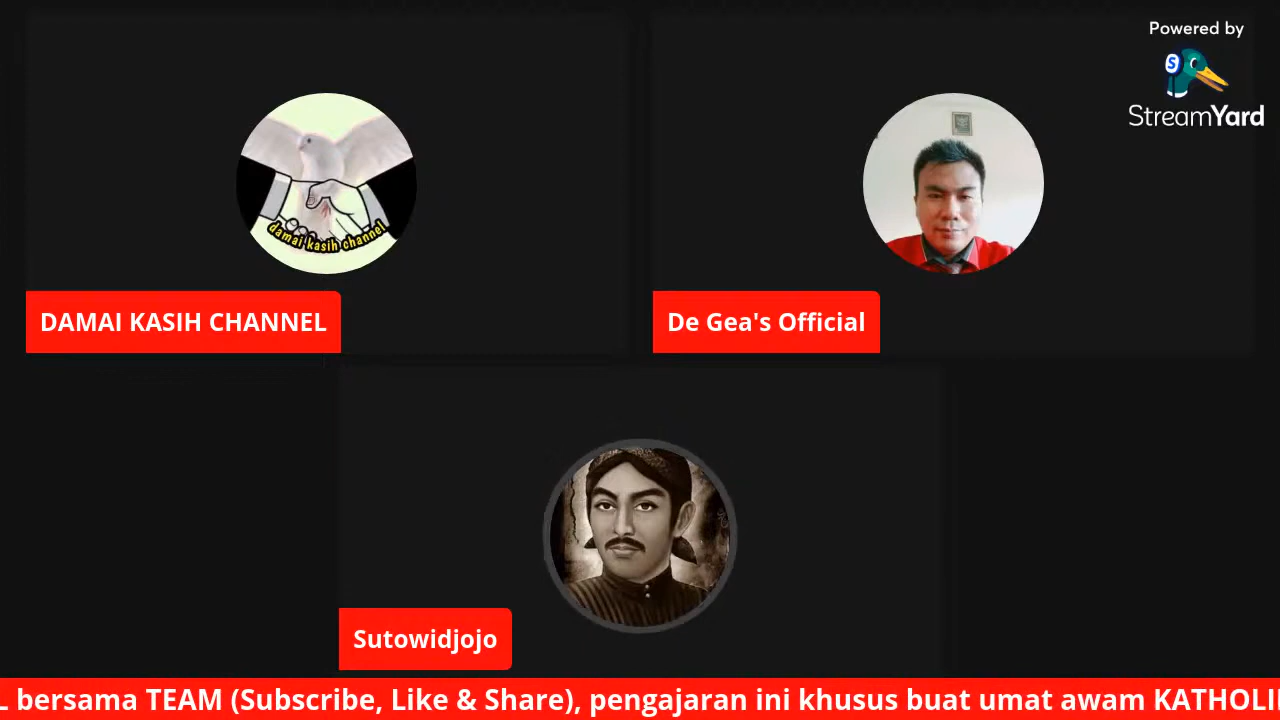 Powered by
StreamYard
damai kasih channel
DAMAI KASIH CHANNEL
De Gea's Official
Sutowidjojo
bersama TEAM (Subscribe, Like & Share), pengajaran ini khusus buat umat awam